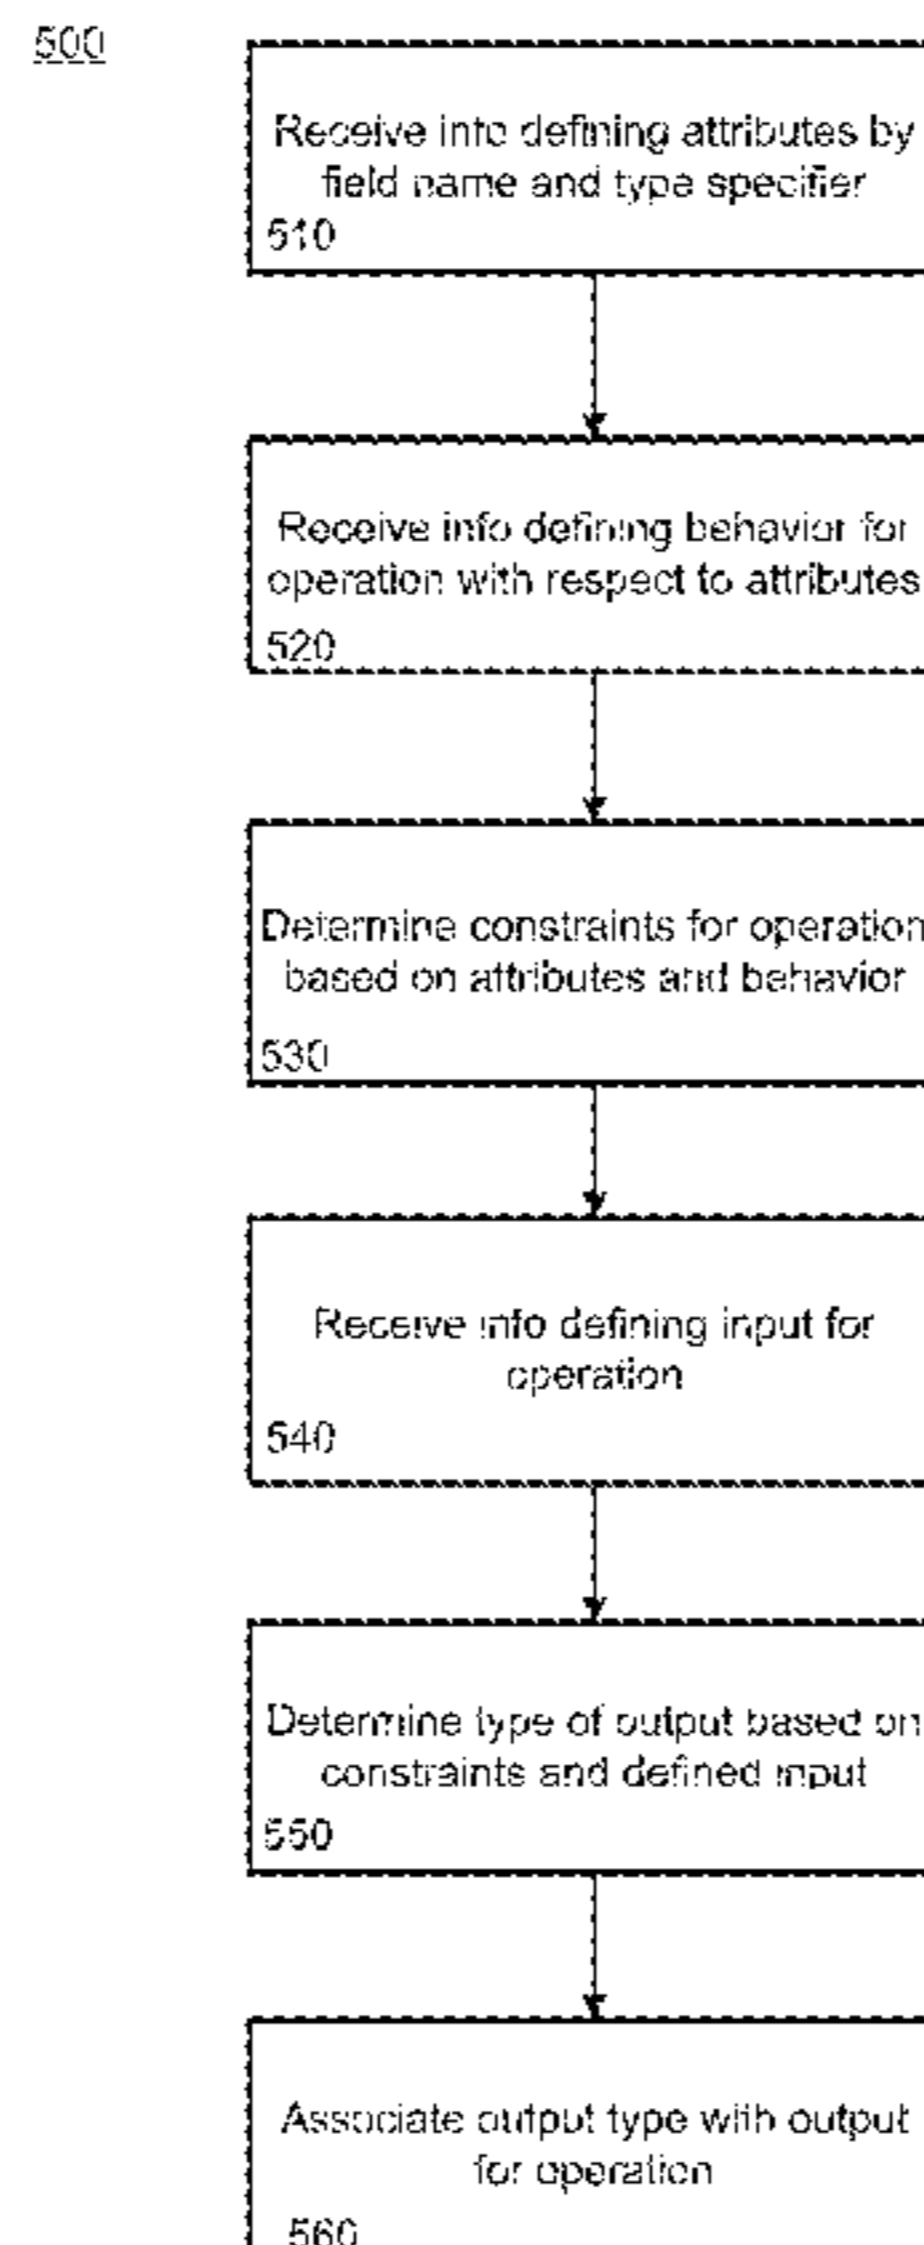 500
Receive info defining attributes by
field name and type specifier
510
Receive info defining behavior for
operation with respect to attributes
520
Determine constraints for operation
based on attributes and behavior
530
Receive info defining input for
operation
540
Determine type of output based on
constraints and defined input
550
Associate output type with output
for operation
560